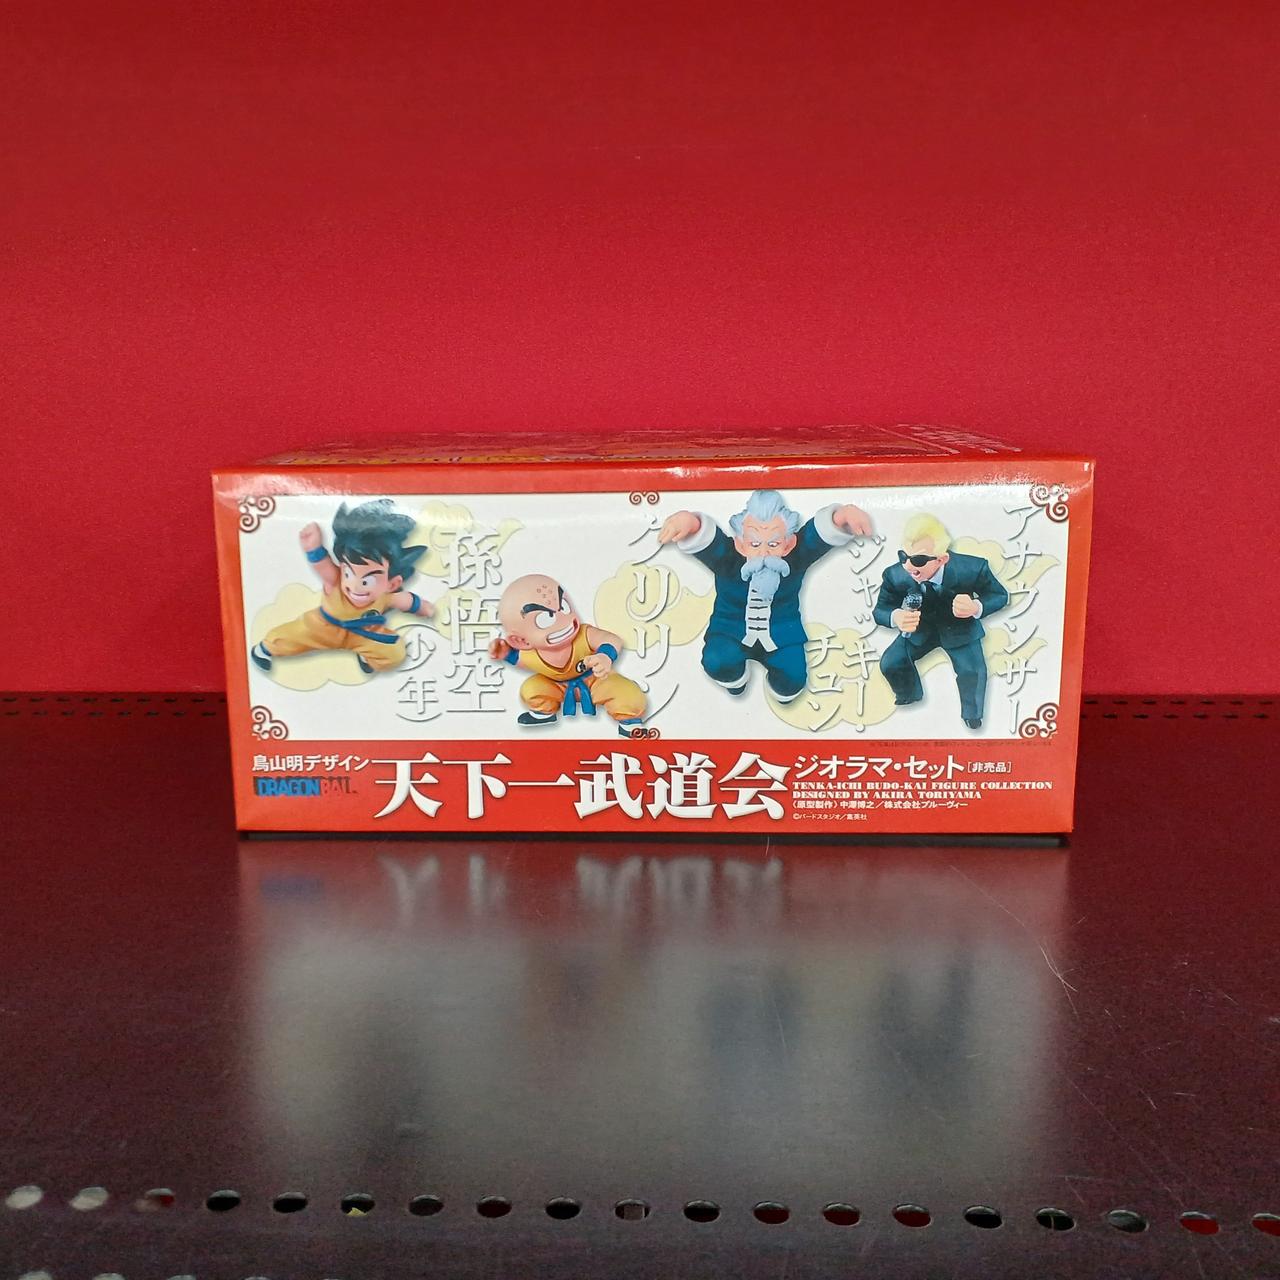 孫悟空
(少年)
クリリン
ジャッキー・
チュン
アナウンサー
鳥山明デザイン
DRAGONBALL
天下一武道会
ジオラマ・セット[非売品]
TENKA-ICHI BUDO-KAI FIGURE COLLECTION
DESIGNED BY AKIRA TORIYAMA
〈原型製作〉中澤博之/株式会社ブルーヴィー
©バードスタジオ/集英社